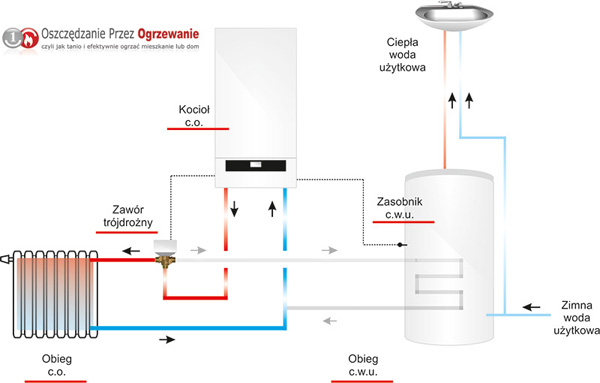 1 Oszczędzanie Przez Ogrzewanie
czyli jak tanio i efektywnie ogrzać mieszkanie lub dom
Ciepła
woda
użytkowa
Kocioł
c.o.
Zawór
trójdrożny
Zasobnik
c.w.u.
Zimna
woda
użytkowa
Obieg
c.o.
Obieg
c.w.u.